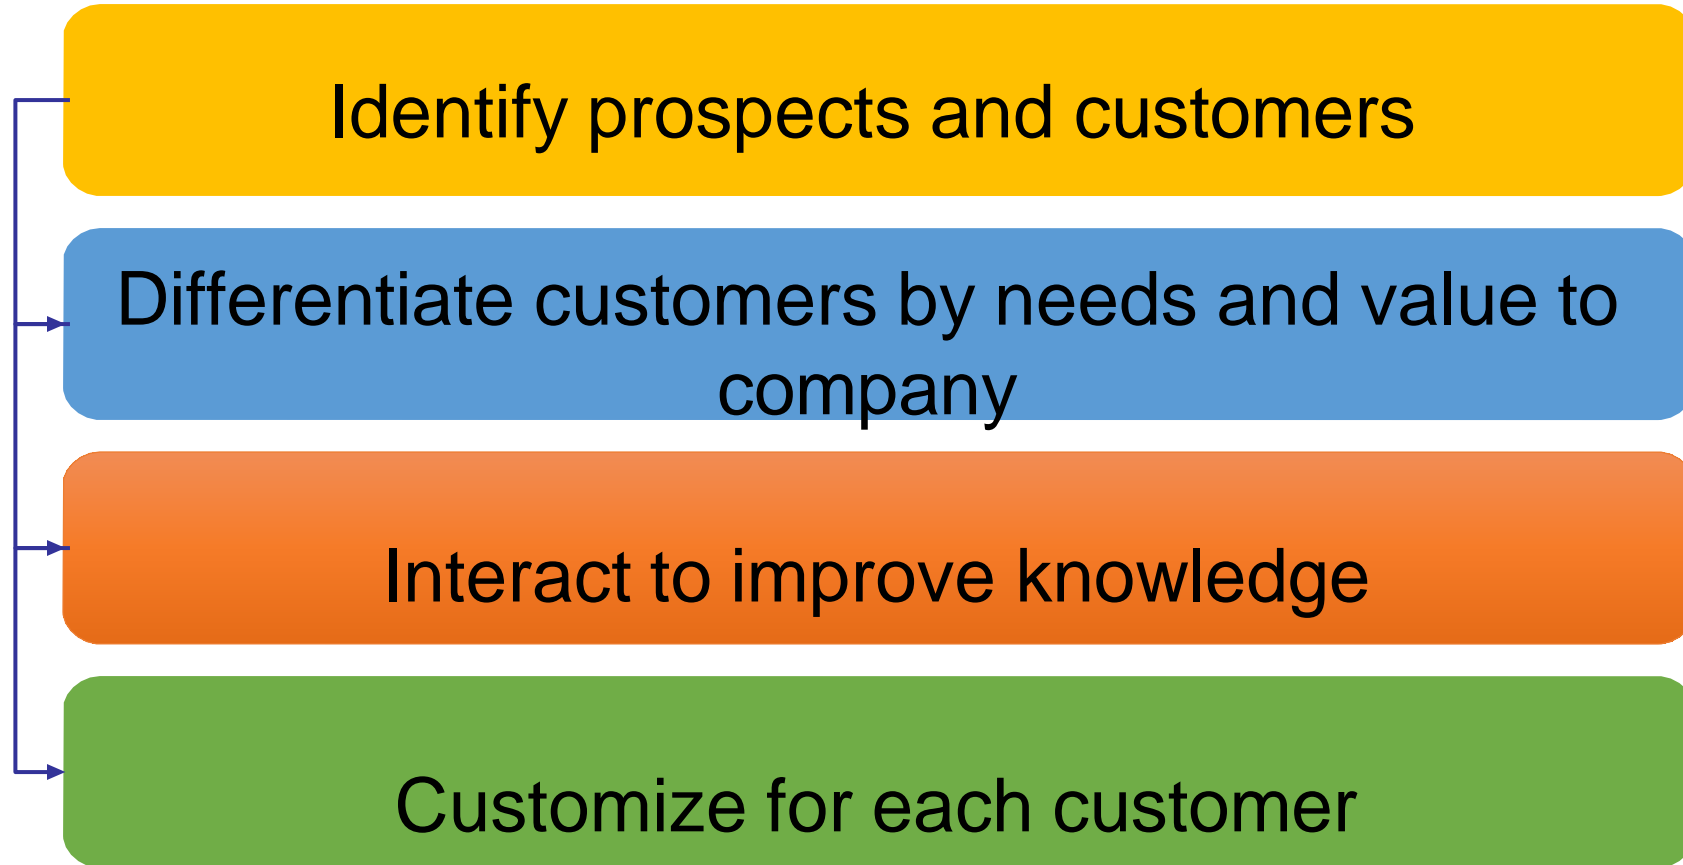 Identify prospects and customers
Differentiate customers by needs and value to
company
Interact to improve knowledge
Customize for each customer